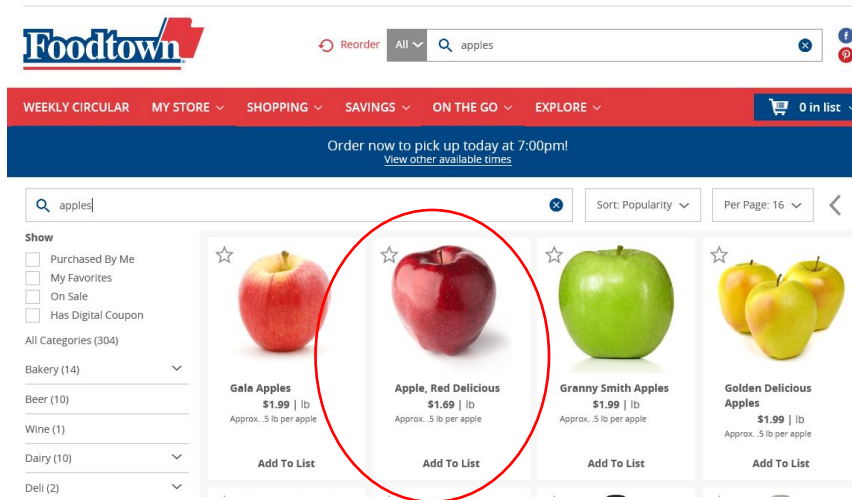 Foodtown
Reorder
All
apples
WEEKLY CIRCULAR MY STORE SHOPPING SAVINGS ON THE GO EXPLORE 0 in list
Order now to pick up today at 7:00pm!
View other available times
apples
Sort: Popularity
Per Page: 16
Show
Purchased By Me
My Favorites
On Sale
Has Digital Coupon
All Categories (304)
Bakery (14)
Beer (10)
Wine (1)
Dairy (10)
Deli (2)
Gala Apples
$1.99 | lb
Approx. .5 lb per apple
Add To List
Apple, Red Delicious
$1.69 | lb
Approx. .5 lb per apple
Add To List
Granny Smith Apples
$1.99 | lb
Approx. .5 lb per apple
Add To List
Golden Delicious
Apples
$1.99 | lb
Approx. .5 lb per apple
Add To List